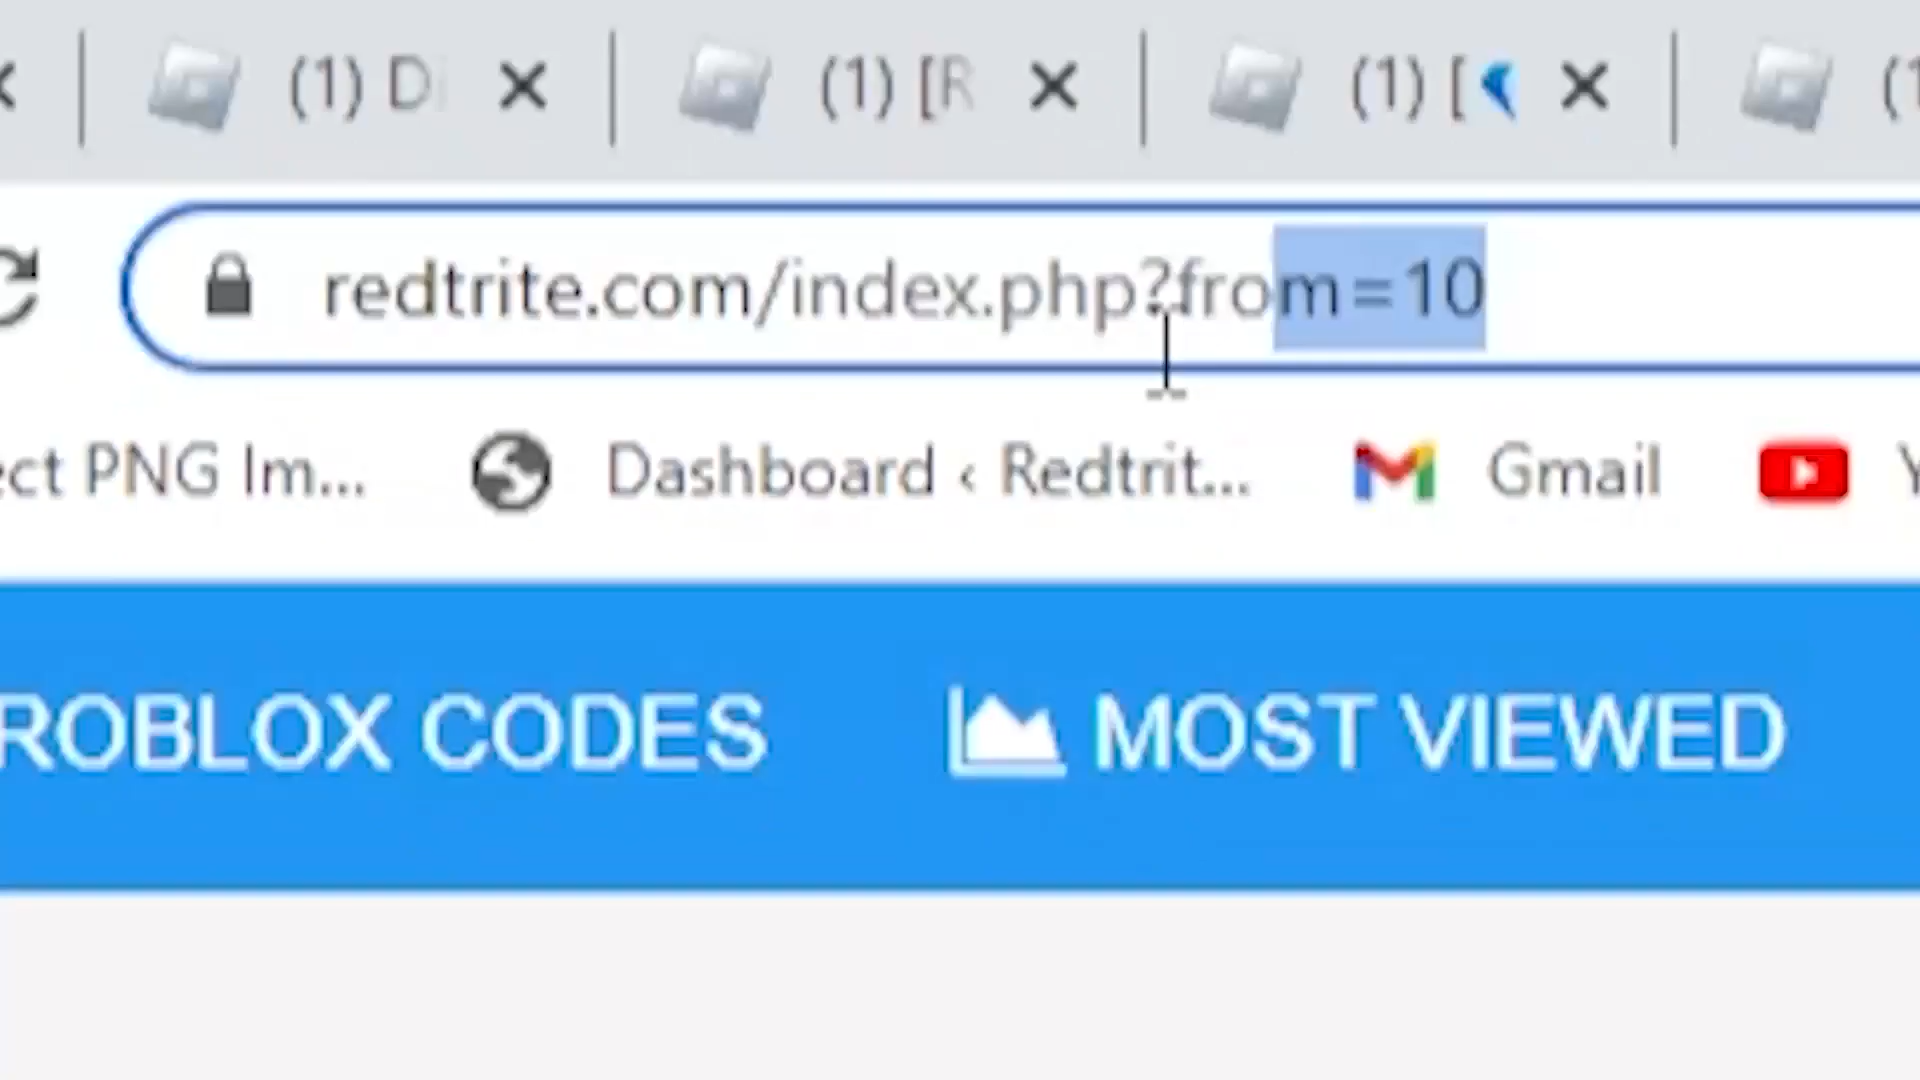 (1) D (1) [R (1) [ (1
redtrite.com/index.php?from=10
ect PNG Im... Dashboard ‹ Redtrit... Gmail Y
ROBLOX CODES MOST VIEWED